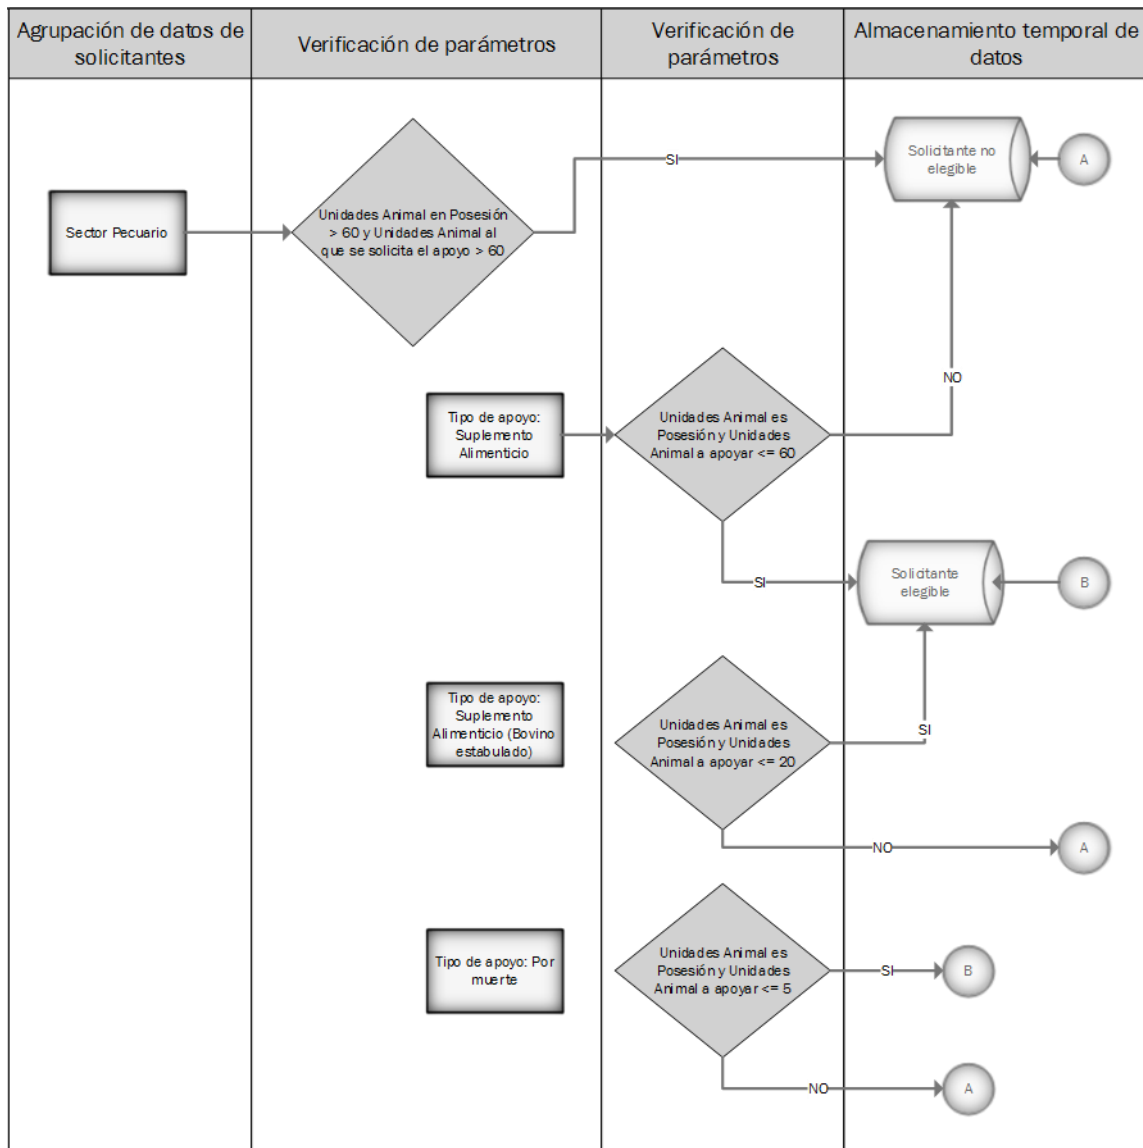 Agrupación de datos de
solicitantes
Verificación de parámetros
Verificación de
parámetros
Almacenamiento temporal de
datos
Sector Pecuario
Unidades Animal en Posesión
> 60 y Unidades Animal al
que se solicita el apoyo > 60
SI
Solicitante no
elegible
A
Tipo de apoyo:
Suplemento
Alimenticio
Unidades Animal es
Posesión y Unidades
Animal a apoyar <= 60
NO
SI
Solicitante
elegible
B
Tipo de apoyo:
Suplemento
Alimenticio (Bovino
estabulado)
Unidades Animal es
Posesión y Unidades
Animal a apoyar <= 20
SI
NO
A
Tipo de apoyo: Por
muerte
Unidades Animal es
Posesión y Unidades
Animal a apoyar <= 5
SI
B
NO
A